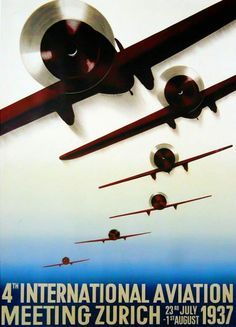 4TH INTERNATIONAL AVIATION
MEETING ZURICH 23RD JULY -1ST AUGUST 1937